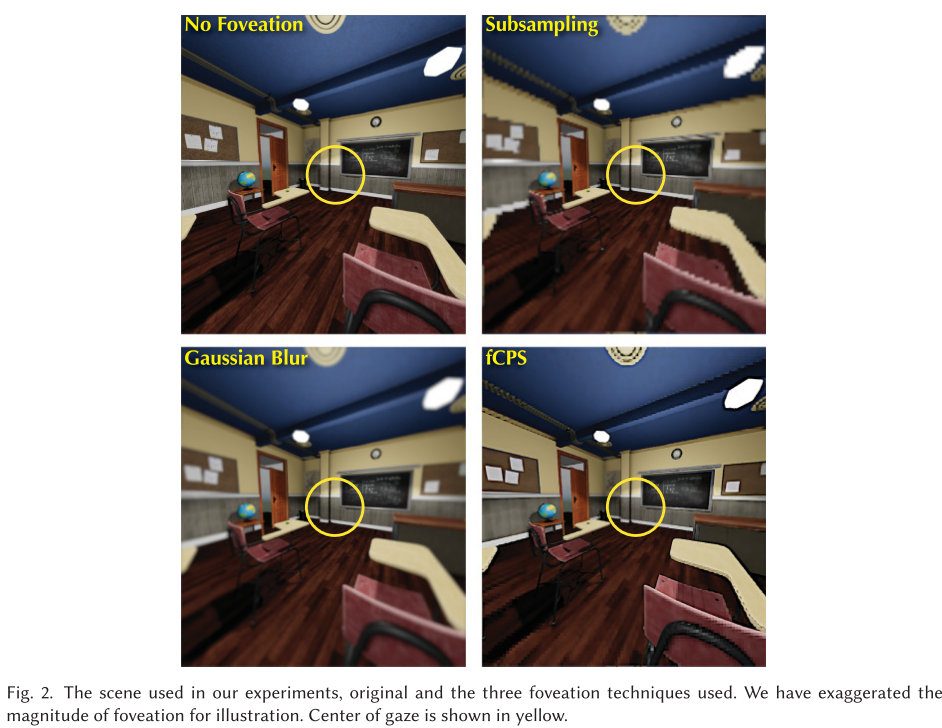 No Foveation
Subsampling
Gaussian Blur
fCPS
Fig. 2. The scene used in our experiments, original and the three foveation techniques used. We have exaggerated the
magnitude of foveation for illustration. Center of gaze is shown in yellow.